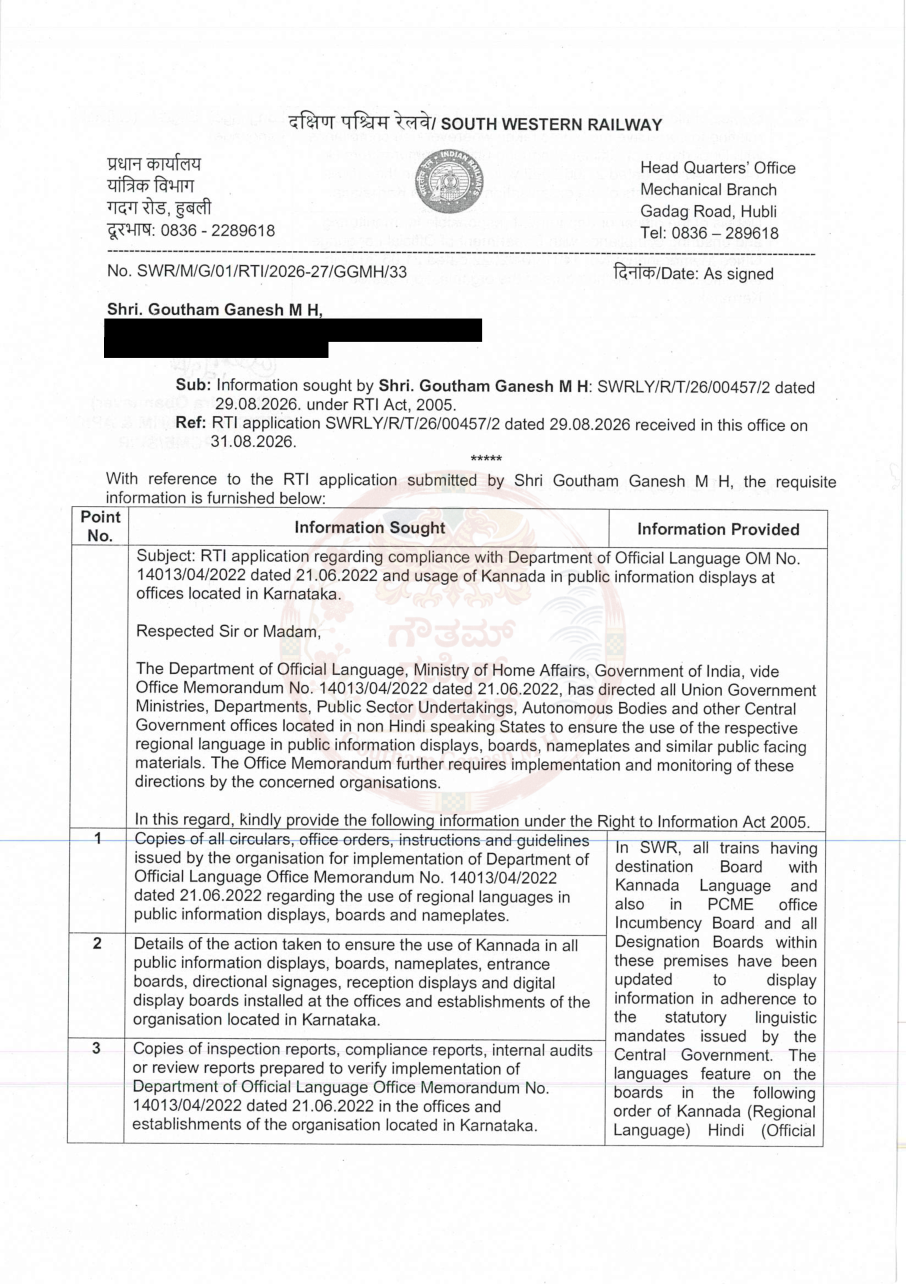 दक्षिण पश्चिम रेलवे/ SOUTH WESTERN RAILWAY
प्रधान कार्यालय
यांत्रिक विभाग
गदग रोड, हुबली
दूरभाष: 0836 - 2289618
Head Quarters' Office
Mechanical Branch
Gadag Road, Hubli
Tel: 0836 – 289618
No. SWR/M/G/01/RTI/2026-27/GGMH/33
दिनांक/Date: As signed
Shri. Goutham Ganesh M H,
Sub: Information sought by Shri. Goutham Ganesh M H: SWRLY/R/T/26/00457/2 dated
29.08.2026. under RTI Act, 2005.
Ref: RTI application SWRLY/R/T/26/00457/2 dated 29.08.2026 received in this office on
31.08.2026.
*****
With reference to the RTI application submitted by Shri Goutham Ganesh M H, the requisite
information is furnished below:
Point
No.
Information Sought
Information Provided
Subject: RTI application regarding compliance with Department of Official Language OM No.
14013/04/2022 dated 21.06.2022 and usage of Kannada in public information displays at
offices located in Karnataka.
Respected Sir or Madam,
The Department of Official Language, Ministry of Home Affairs, Government of India, vide
Office Memorandum No. 14013/04/2022 dated 21.06.2022, has directed all Union Government
Ministries, Departments, Public Sector Undertakings, Autonomous Bodies and other Central
Government offices located in non Hindi speaking States to ensure the use of the respective
regional language in public information displays, boards, nameplates and similar public facing
materials. The Office Memorandum further requires implementation and monitoring of these
directions by the concerned organisations.
In this regard, kindly provide the following information under the Right to Information Act 2005.
1
Copies of all circulars, office orders, instructions and guidelines
issued by the organisation for implementation of Department of
Official Language Office Memorandum No. 14013/04/2022
dated 21.06.2022 regarding the use of regional languages in
public information displays, boards and nameplates.
2
Details of the action taken to ensure the use of Kannada in all
public information displays, boards, nameplates, entrance
boards, directional signages, reception displays and digital
display boards installed at the offices and establishments of the
organisation located in Karnataka.
3
Copies of inspection reports, compliance reports, internal audits
or review reports prepared to verify implementation of
Department of Official Language Office Memorandum No.
14013/04/2022 dated 21.06.2022 in the offices and
establishments of the organisation located in Karnataka.
In SWR, all trains having
destination Board with
Kannada Language and
also in PCME office
Incumbency Board and all
Designation Boards within
these premises have been
updated to display
information in adherence to
the statutory linguistic
mandates issued by the
Central Government. The
languages feature on the
boards in the following
order of Kannada (Regional
Language) Hindi (Official
ಗೌತಮ್